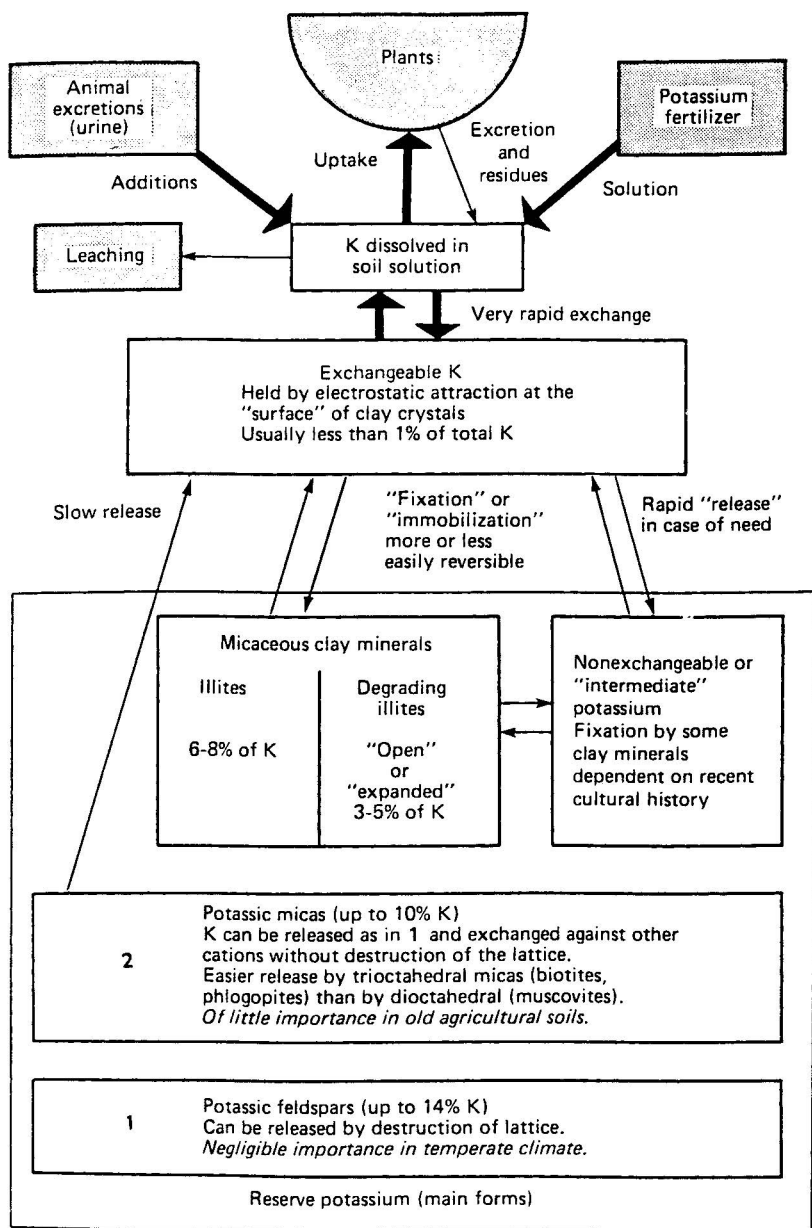 Plants
Animal
excretions
(urine)
Potassium
fertilizer
Additions
Uptake
Excretion
and
residues
Solution
Leaching
K dissolved in
soil solution
Very rapid exchange
Exchangeable K
Held by electrostatic attraction at the
"surface" of clay crystals
Usually less than 1% of total K
Slow release
"Fixation" or
"immobilization"
more or less
easily reversible
Rapid "release"
in case of need
Micaceous clay minerals
Illites
6-8% of K
Degrading
illites
"Open"
or
"expanded"
3-5% of K
Nonexchangeable or
"intermediate"
potassium
Fixation by some
clay minerals
dependent on recent
cultural history
2
Potassic micas (up to 10% K)
K can be released as in 1 and exchanged against other
cations without destruction of the lattice.
Easier release by trioctahedral micas (biotites,
phlogopites) than by dioctahedral (muscovites).
Of little importance in old agricultural soils.
1
Potassic feldspars (up to 14% K)
Can be released by destruction of lattice.
Negligible importance in temperate climate.
Reserve potassium (main forms)